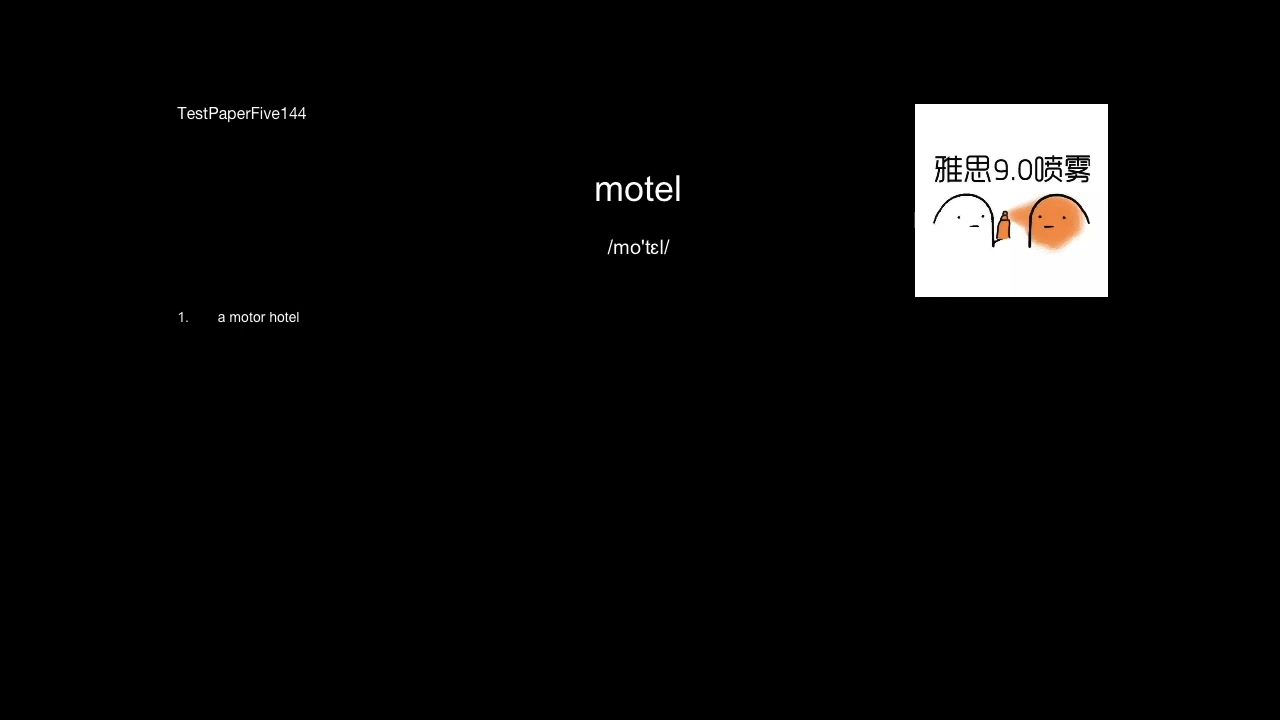 TestPaperFive144
雅思9.0喷雾
motel
/mo'tɛl/
1. a motor hotel